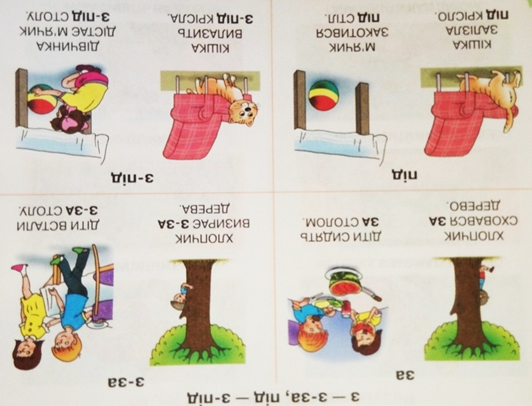 з — з-за, під — з-під
за
ХЛОПЧИК
СХОВАВСЯ ЗА
ДЕРЕВО.
ДІТИ СИДЯТЬ
ЗА СТОЛОМ.
з-за
ХЛОПЧИК
ВИЗИРАЄ З-ЗА
ДЕРЕВА.
ДІТИ ВСТАЛИ
З-ЗА СТОЛУ.
під
КІШКА
ЗАЛІЗЛА
ПІД КРІСЛО.
М'ЯЧИК
ЗАКОТИВСЯ
ПІД СТІЛ.
з-під
КІШКА
ВИЛАЗИТЬ
З-ПІД КРІСЛА.
ДІВЧИНКА
ДІСТАЄ М'ЯЧИК
З-ПІД СТОЛУ.